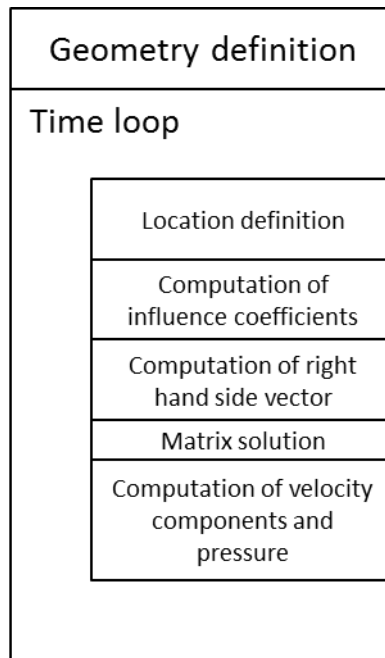 Geometry definition
Time loop
Location definition
Computation of
influence coefficients
Computation of right
hand side vector
Matrix solution
Computation of velocity
components and
pressure